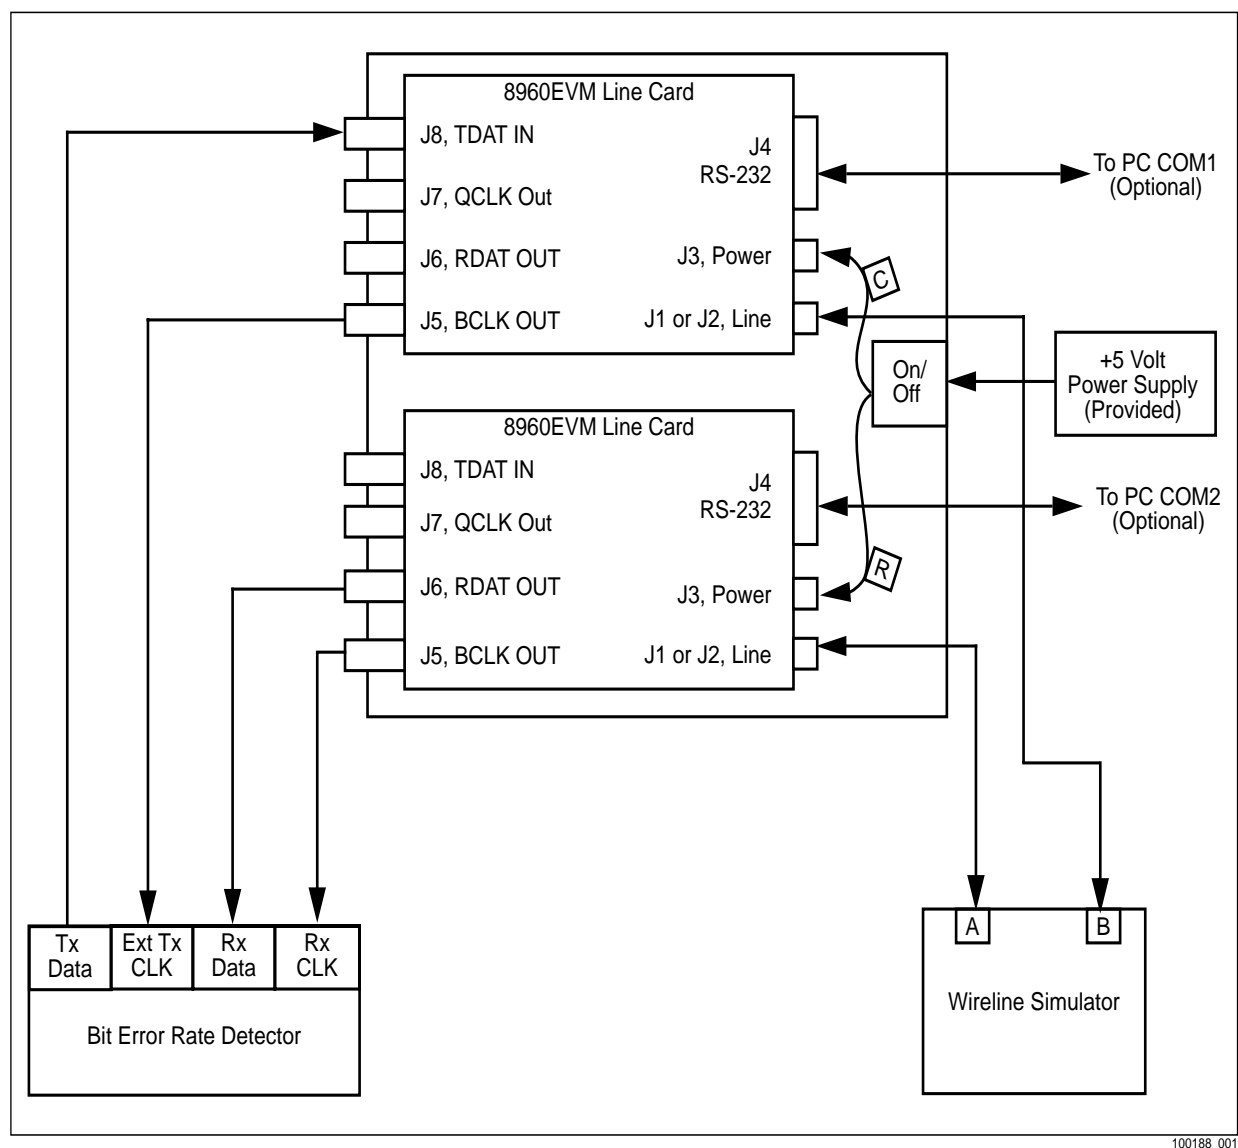 8960EVM Line Card
J8, TDAT IN
J7, QCLK Out
J6, RDAT OUT
J5, BCLK OUT
J4
RS-232
J3, Power
J1 or J2, Line
To PC COM1
(Optional)
C
On/
Off
+5 Volt
Power Supply
(Provided)
8960EVM Line Card
J8, TDAT IN
J7, QCLK Out
J6, RDAT OUT
J5, BCLK OUT
J4
RS-232
J3, Power
J1 or J2, Line
To PC COM2
(Optional)
R
Tx
Data
Ext Tx
CLK
Rx
Data
Rx
CLK
Bit Error Rate Detector
A
B
Wireline Simulator
100188_001